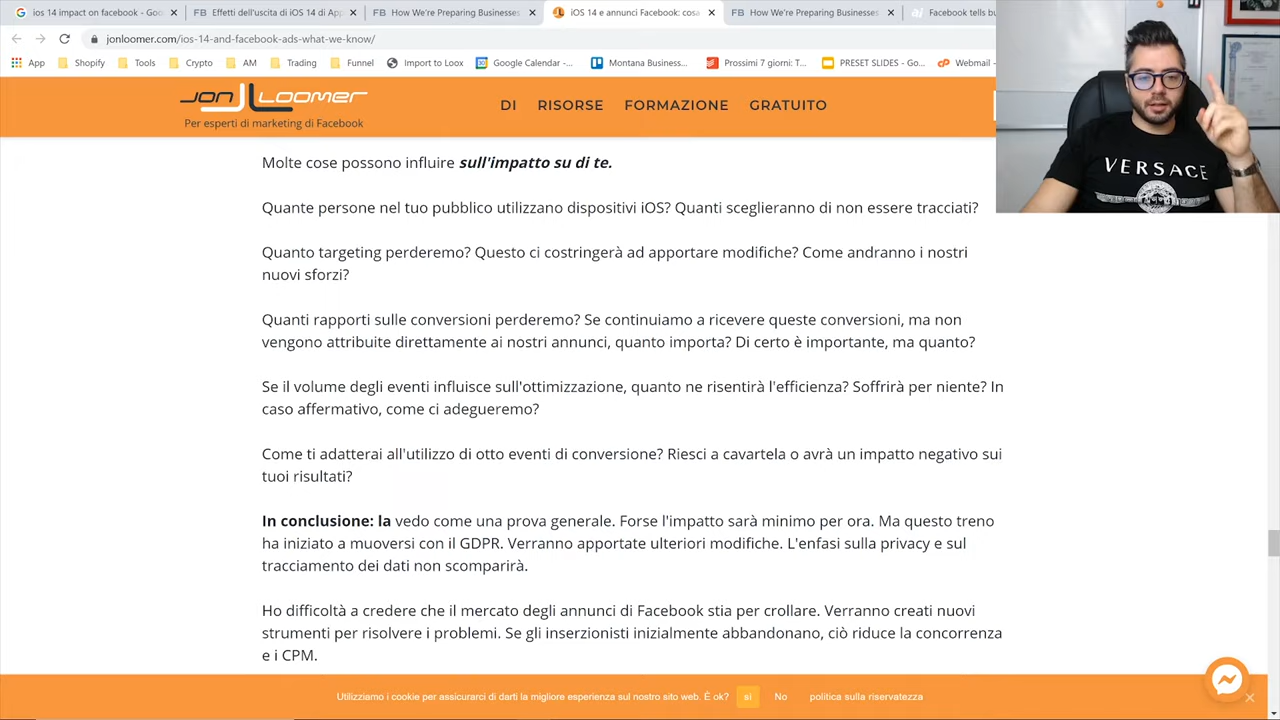 ios 14 impact on facebook - Goo
Effetti dell'uscita di iOS 14 di App
How We're Preparing Businesses
iOS 14 e annunci Facebook: cosa
How We're Preparing Businesses
Facebook tells bu
jonloomer.com/ios-14-and-facebook-ads-what-we-know/
App Shopify Tools Crypto AM Trading Funnel Import to Loox Google Calendar -... Montana Business... Prossimi 7 giorni: T... PRESET SLIDES - Go... Webmail -
JON LOOMER
Per esperti di marketing di Facebook
DI RISORSE FORMAZIONE GRATUITO
VERSACE
Molte cose possono influire sull'impatto su di te.
Quante persone nel tuo pubblico utilizzano dispositivi iOS? Quanti sceglieranno di non essere tracciati?
Quanto targeting perderemo? Questo ci costringerà ad apportare modifiche? Come andranno i nostri
nuovi sforzi?
Quanti rapporti sulle conversioni perderemo? Se continuiamo a ricevere queste conversioni, ma non
vengono attribuite direttamente ai nostri annunci, quanto importa? Di certo è importante, ma quanto?
Se il volume degli eventi influisce sull'ottimizzazione, quanto ne risentirà l'efficienza? Soffrirà per niente? In
caso affermativo, come ci adegueremo?
Come ti adatterai all'utilizzo di otto eventi di conversione? Riesci a cavartela o avrà un impatto negativo sui
tuoi risultati?
In conclusione: la vedo come una prova generale. Forse l'impatto sarà minimo per ora. Ma questo treno
ha iniziato a muoversi con il GDPR. Verranno apportate ulteriori modifiche. L'enfasi sulla privacy e sul
tracciamento dei dati non scomparirà.
Ho difficoltà a credere che il mercato degli annunci di Facebook stia per crollare. Verranno creati nuovi
strumenti per risolvere i problemi. Se gli inserzionisti inizialmente abbandonano, ciò riduce la concorrenza
e i CPM.
Utilizziamo i cookie per assicurarci di darti la migliore esperienza sul nostro sito web. È ok? sì No politica sulla riservatezza